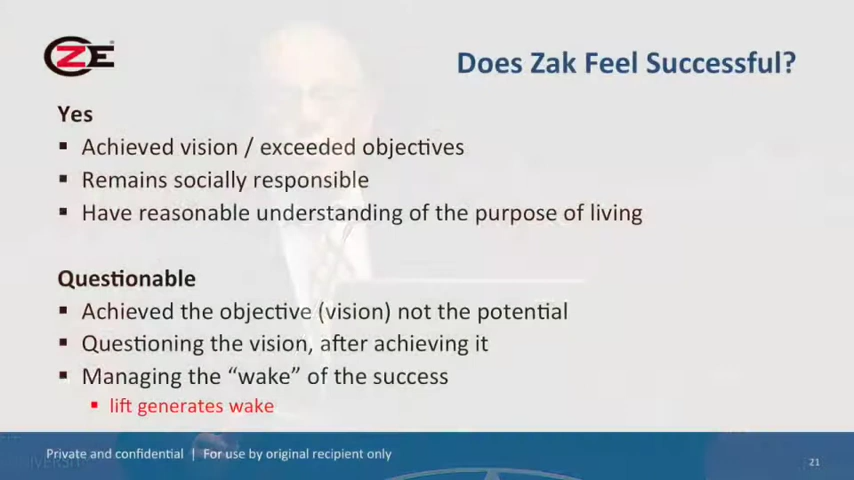 CZE
Does Zak Feel Successful?
Yes
▪ Achieved vision / exceeded objectives
▪ Remains socially responsible
▪ Have reasonable understanding of the purpose of living
Questionable
▪ Achieved the objective (vision) not the potential
▪ Questioning the vision, after achieving it
▪ Managing the “wake” of the success
▪ lift generates wake
Private and confidential | For use by original recipient only
21